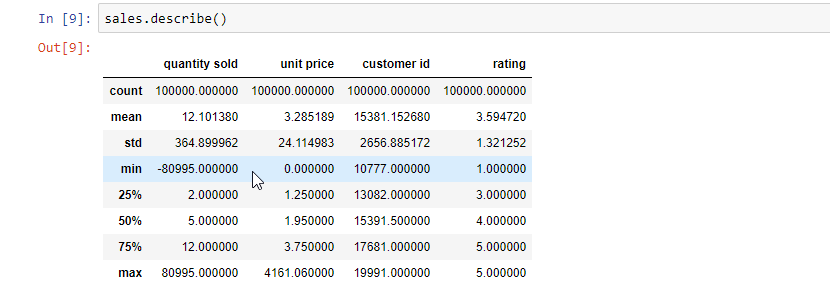 In [9]: sales.describe()
Out[9]:
quantity sold unit price customer id rating
count 100000.000000 100000.000000 100000.000000 100000.000000
mean 12.101380 3.285189 15381.152680 3.594720
std 364.899962 24.114983 2656.885172 1.321252
min -80995.000000 0.000000 10777.000000 1.000000
25% 2.000000 1.250000 13082.000000 3.000000
50% 5.000000 1.950000 15391.500000 4.000000
75% 12.000000 3.750000 17681.000000 5.000000
max 80995.000000 4161.060000 19991.000000 5.000000